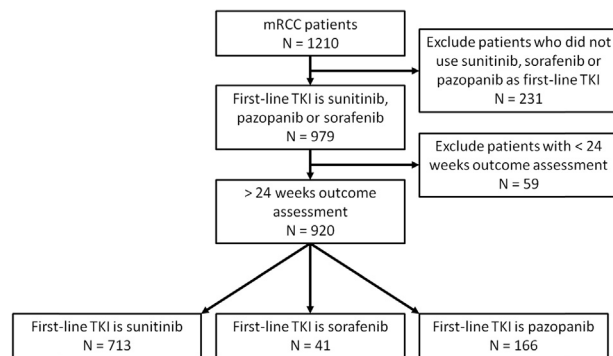 mRCC patients
N = 1210
Exclude patients who did not
use sunitinib, sorafenib or
pazopanib as first-line TKI
N = 231
First-line TKI is sunitinib,
pazopanib or sorafenib
N = 979
Exclude patients with < 24
weeks outcome assessment
N = 59
> 24 weeks outcome
assessment
N = 920
First-line TKI is sunitinib
N = 713
First-line TKI is sorafenib
N = 41
First-line TKI is pazopanib
N = 166